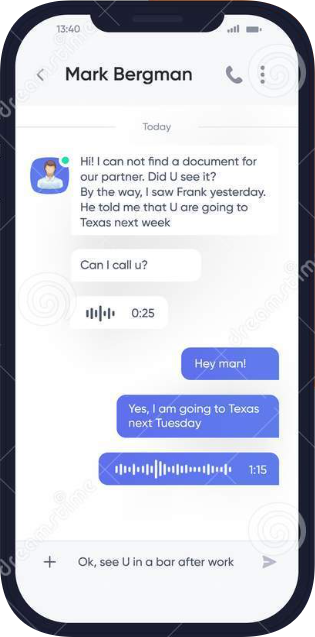 13:40
Mark Bergman
Today
Hi! I can not find a document for
our partner. Did U see it?
By the way, I saw Frank yesterday.
He told me that U are going to
Texas next week
Can I call u?
0:25
Hey man!
Yes, I am going to Texas
next Tuesday
1:15
Ok, see U in a bar after work